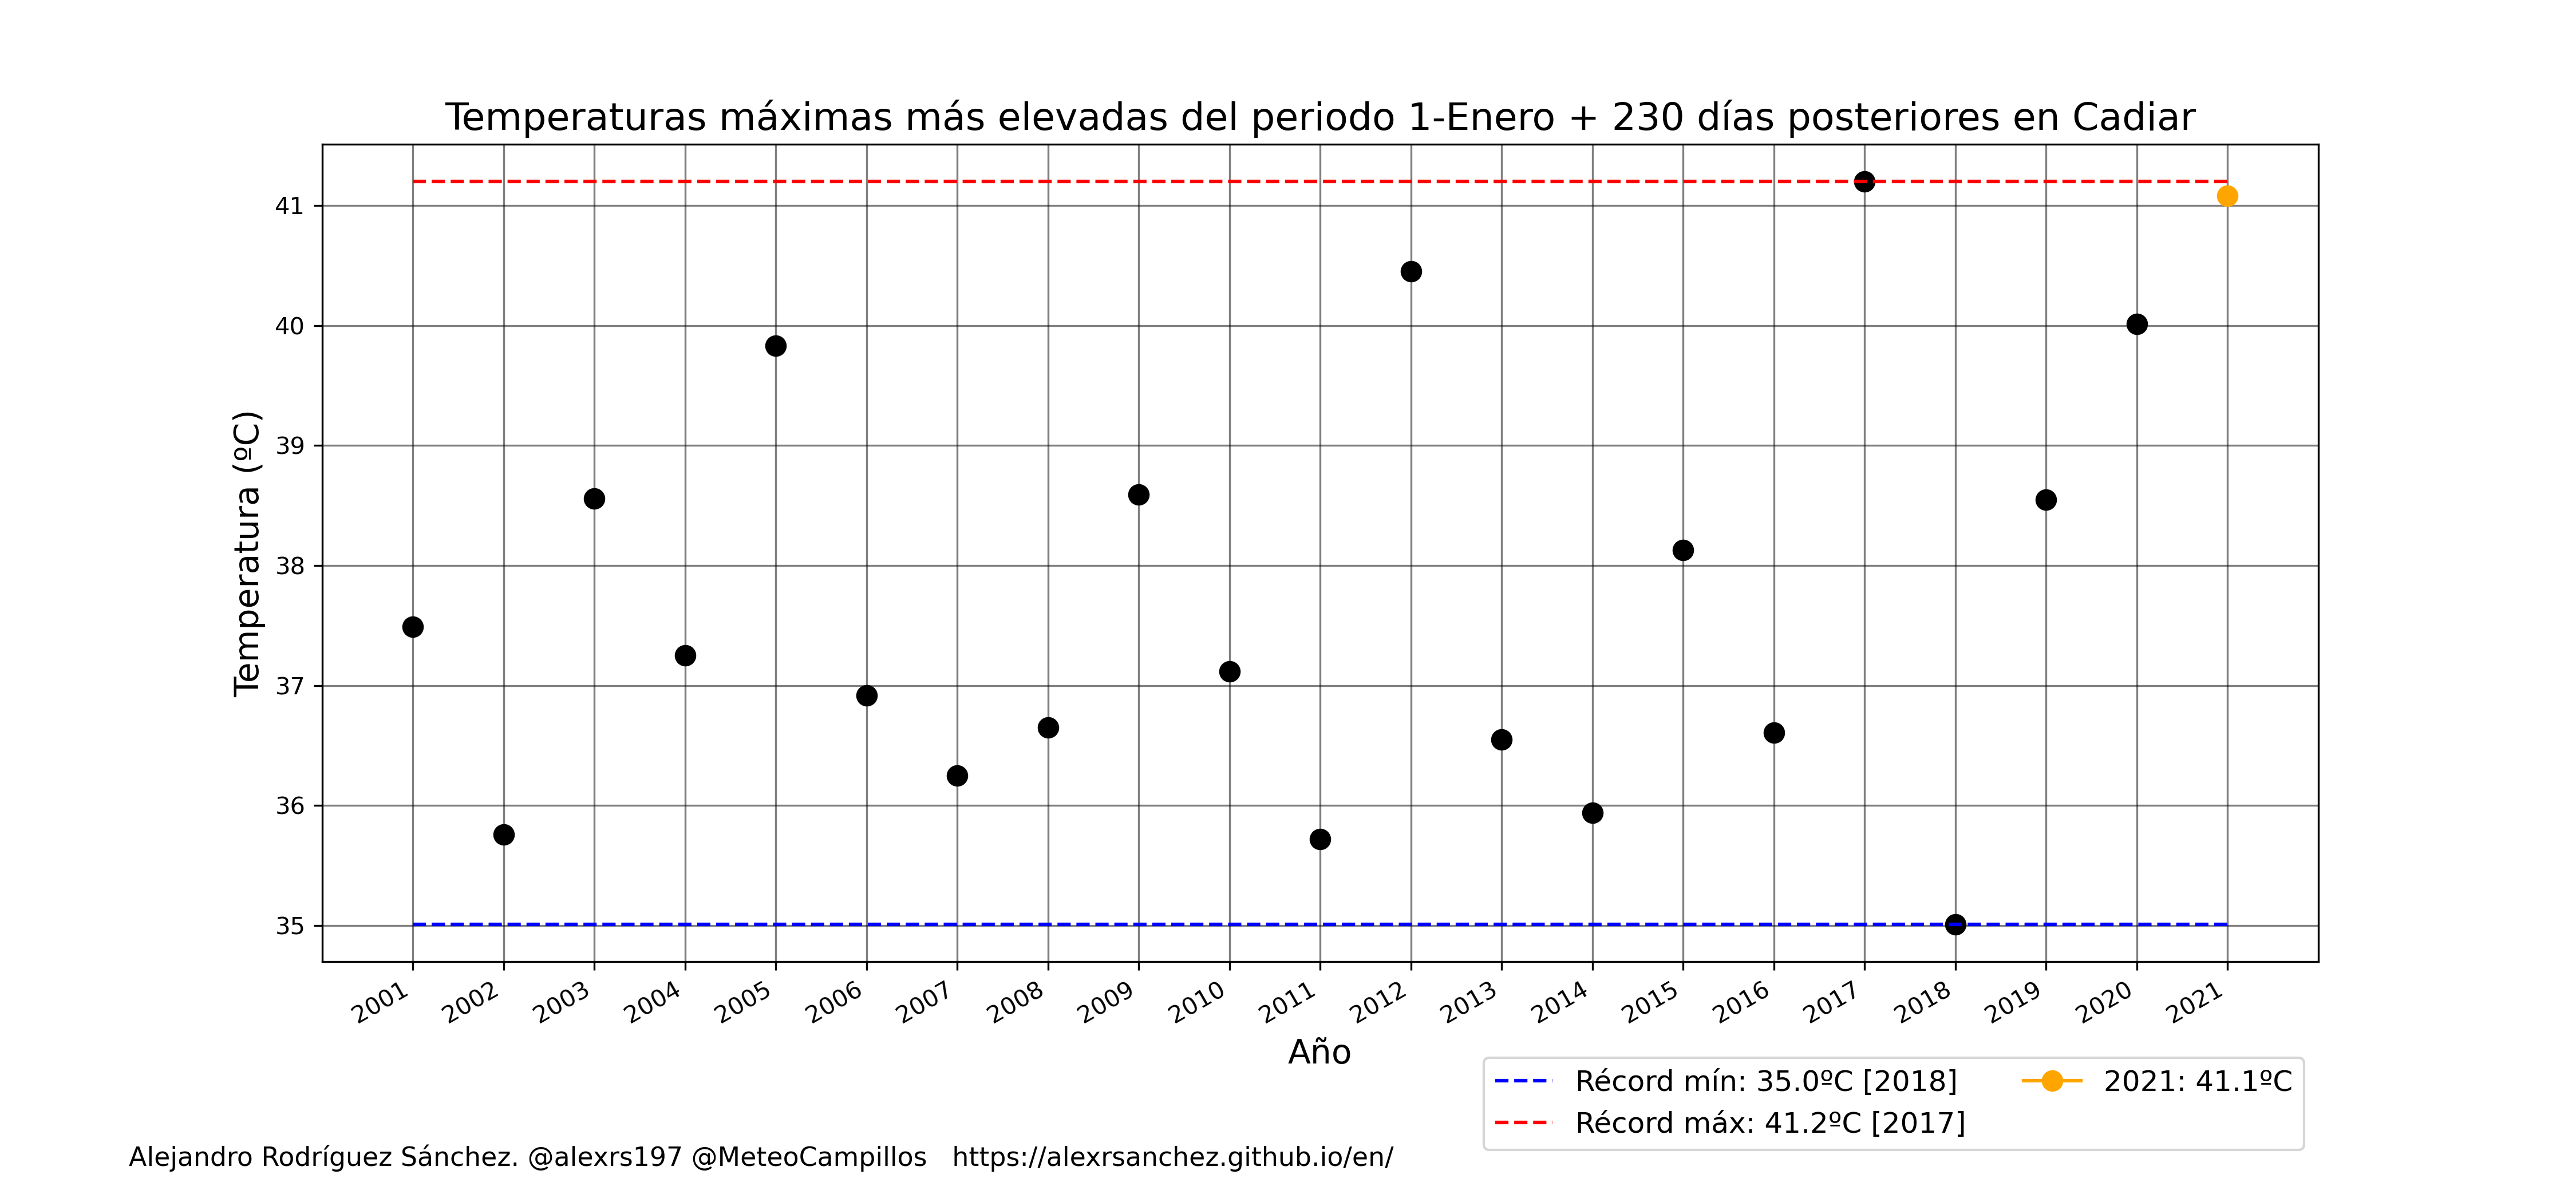 Temperaturas máximas más elevadas del periodo 1-Enero + 230 días posteriores en Cadiar
Temperatura (ºC)
41
40
39
38
37
36
35
2001 2002 2003 2004 2005 2006 2007 2008 2009 2010 2011 2012 2013 2014 2015 2016 2017 2018 2019 2020 2021
Año
Récord mín: 35.0ºC [2018]
Récord máx: 41.2ºC [2017]
2021: 41.1ºC
Alejandro Rodríguez Sánchez. @alexrs197 @MeteoCampillos https://alexrsanchez.github.io/en/